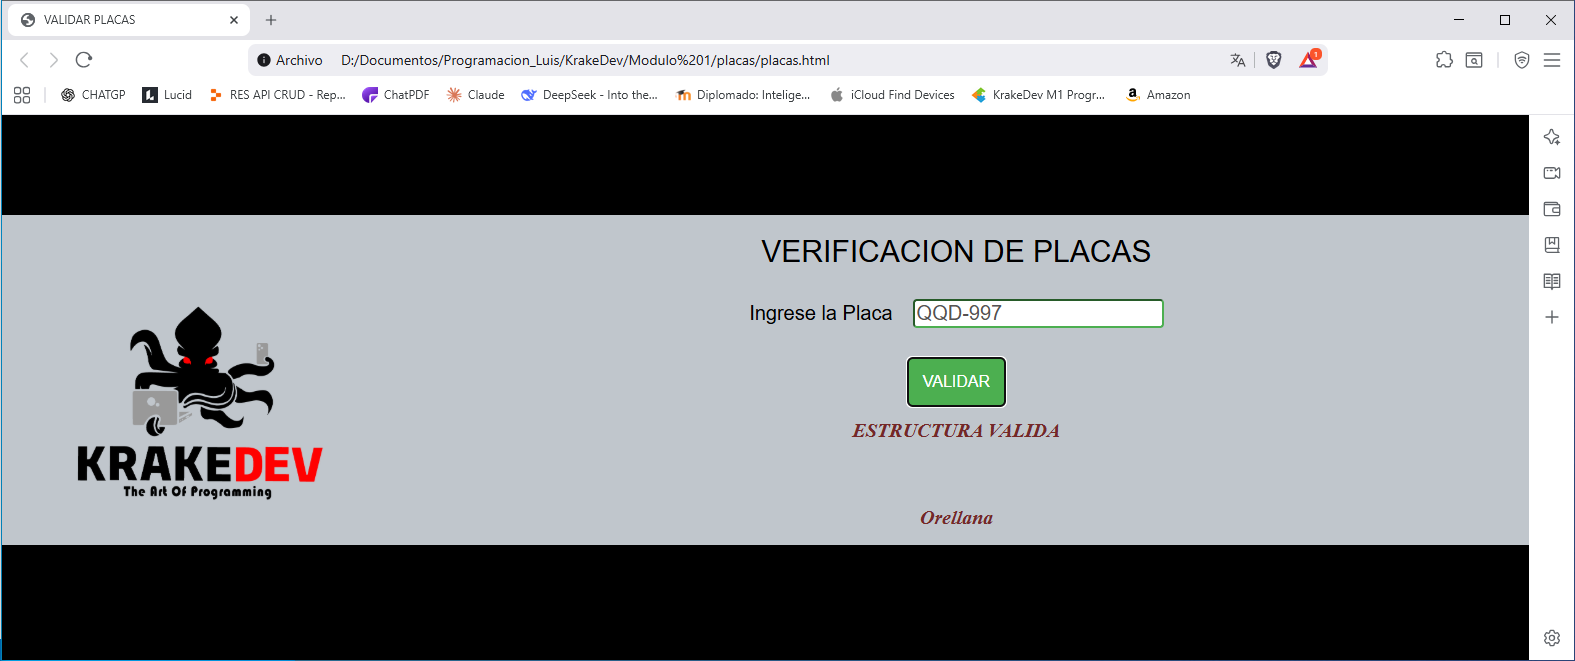 VALIDAR PLACAS
Archivo D:/Documentos/Programacion_Luis/KrakeDev/Modulo%201/placas/placas.html
1
CHATGP Lucid RES API CRUD - Rep... ChatPDF Claude DeepSeek - Into the... Diplomado: Intelige... iCloud Find Devices KrakeDev M1 Progr... Amazon
VERIFICACION DE PLACAS
Ingrese la Placa QQD-997
VALIDAR
ESTRUCTURA VALIDA
KRAKEDEV
The Art Of Programming
Orellana